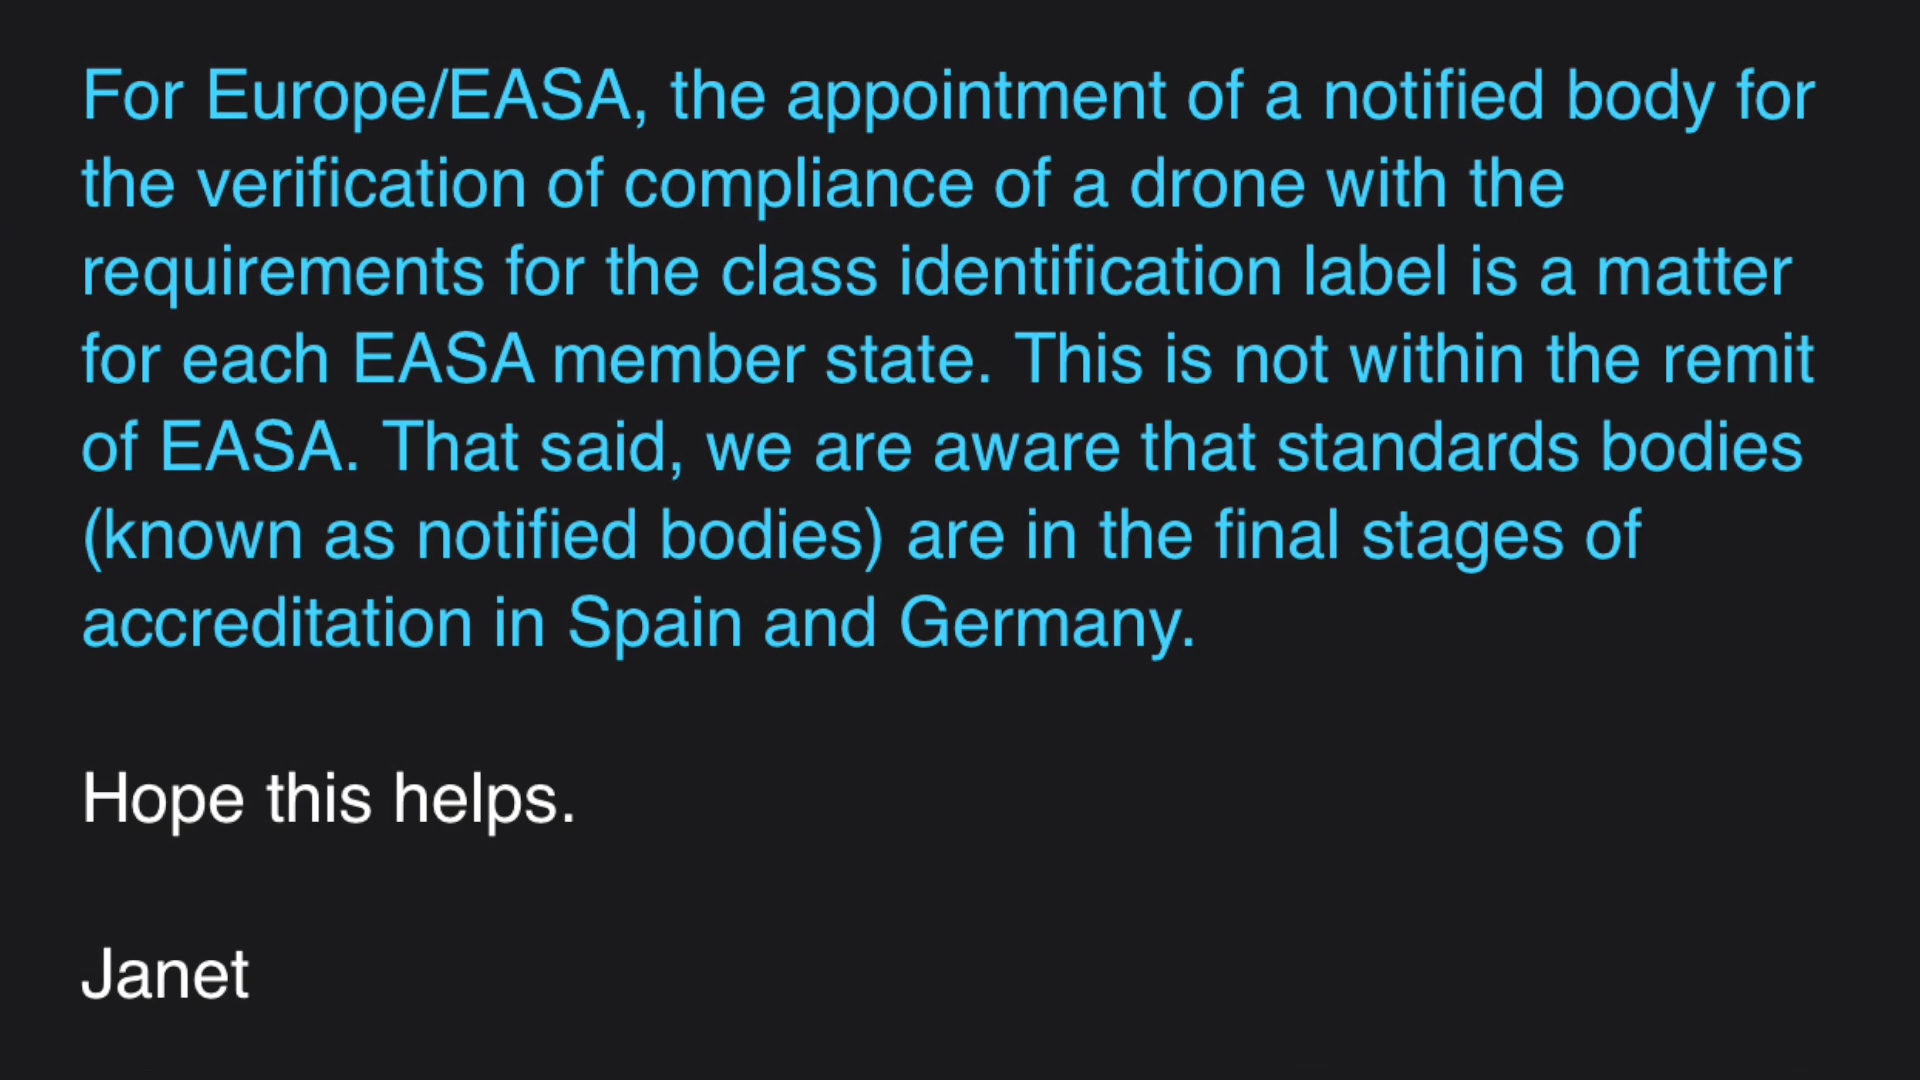 For Europe/EASA, the appointment of a notified body for
the verification of compliance of a drone with the
requirements for the class identification label is a matter
for each EASA member state. This is not within the remit
of EASA. That said, we are aware that standards bodies
(known as notified bodies) are in the final stages of
accreditation in Spain and Germany.
Hope this helps.
Janet